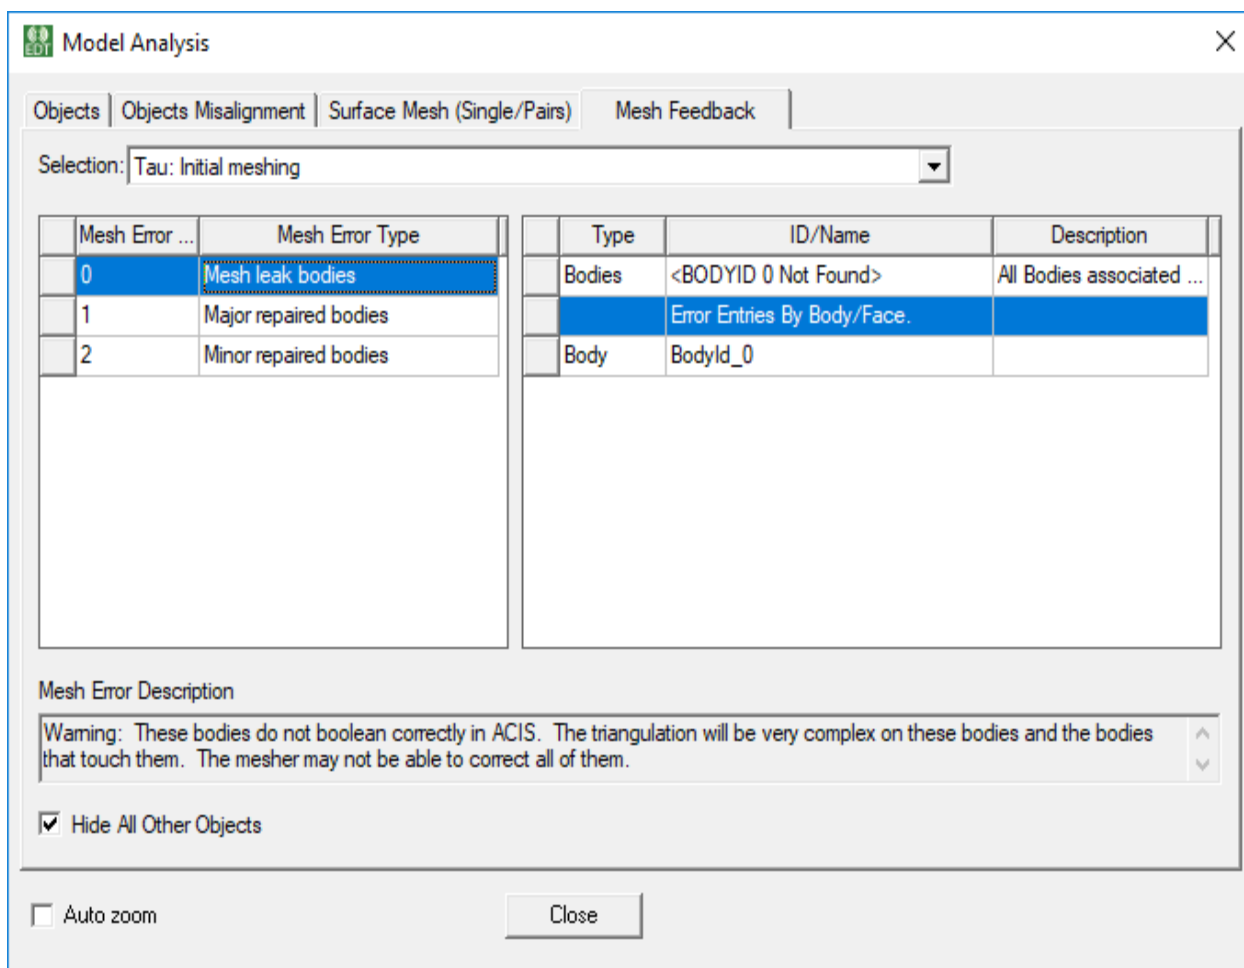 EDT
Model Analysis
Objects
Objects Misalignment
Surface Mesh (Single/Pairs)
Mesh Feedback
Selection:
Tau: Initial meshing
Mesh Error ...
Mesh Error Type
0
Mesh leak bodies
1
Major repaired bodies
2
Minor repaired bodies
Type
ID/Name
Description
Bodies
<BODYID 0 Not Found>
All Bodies associated ...
Error Entries By Body/Face.
Body
BodyId_0
Mesh Error Description
Warning:  These bodies do not boolean correctly in ACIS.  The triangulation will be very complex on these bodies and the bodies
that touch them.  The mesher may not be able to correct all of them.
Hide All Other Objects
Auto zoom
Close